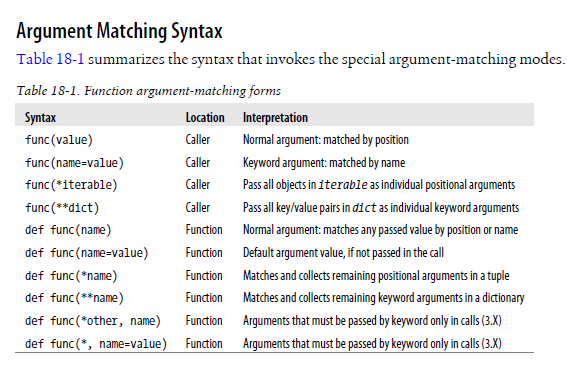 Argument Matching Syntax
Table 18-1 summarizes the syntax that invokes the special argument-matching modes.
Table 18-1. Function argument-matching forms
Syntax Location Interpretation
func(value) Caller Normal argument: matched by position
func(name=value) Caller Keyword argument: matched by name
func(*iterable) Caller Pass all objects in iterable as individual positional arguments
func(**dict) Caller Pass all key/value pairs in dict as individual keyword arguments
def func(name) Function Normal argument: matches any passed value by position or name
def func(name=value) Function Default argument value, if not passed in the call
def func(*name) Function Matches and collects remaining positional arguments in a tuple
def func(**name) Function Matches and collects remaining keyword arguments in a dictionary
def func(*other, name) Function Arguments that must be passed by keyword only in calls (3.X)
def func(*, name=value) Function Arguments that must be passed by keyword only in calls (3.X)